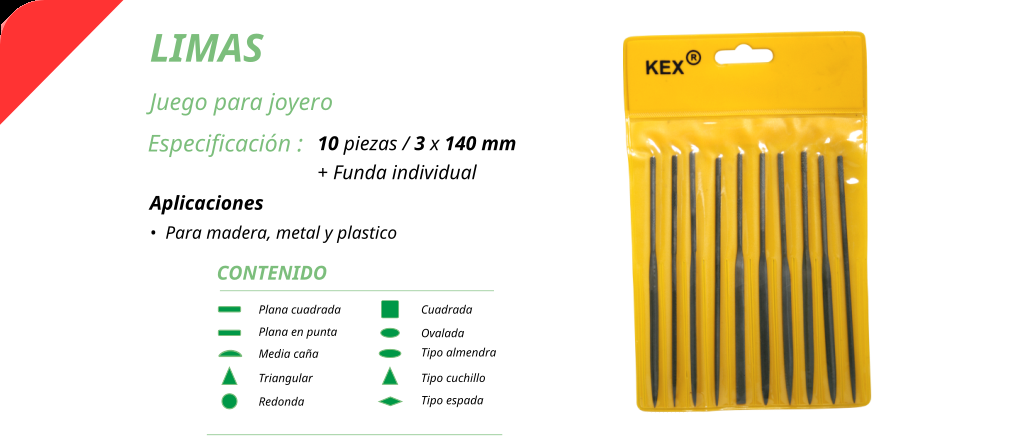 LIMAS
Juego para joyero
Especificación : 10 piezas / 3 x 140 mm
+ Funda individual
Aplicaciones
• Para madera, metal y plastico
CONTENIDO
Plana cuadrada
Plana en punta
Media caña
Triangular
Redonda
Cuadrada
Ovalada
Tipo almendra
Tipo cuchillo
Tipo espada
KEX®